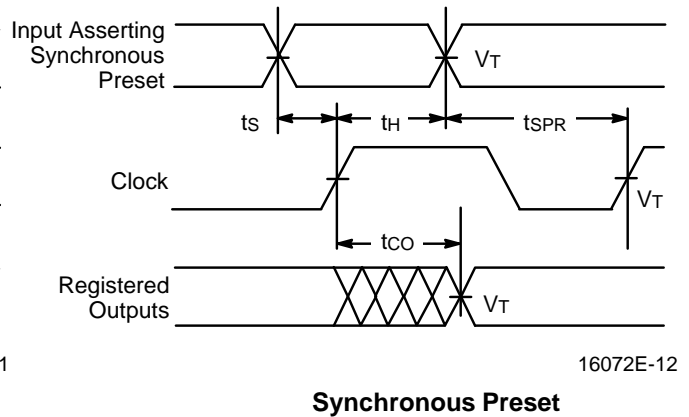 Input Asserting
Synchronous
Preset
VT
tS
tH
tSPR
Clock
VT
tCO
Registered
Outputs
VT
1
16072E-12
Synchronous Preset